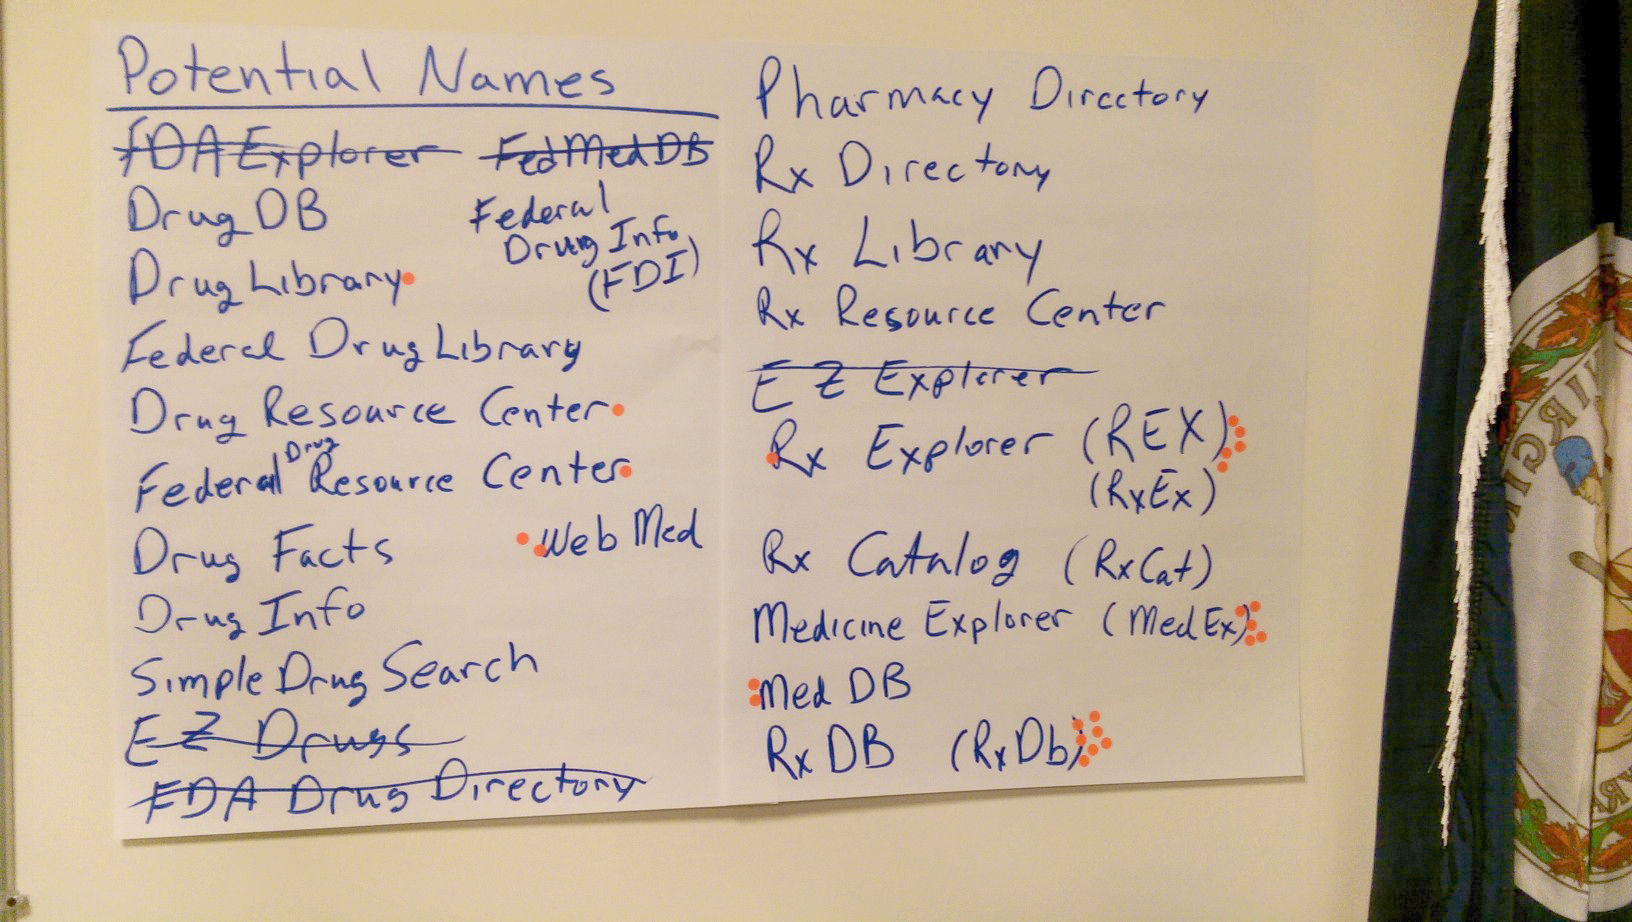 Potential Names
FDA Explorer FedMedDB
Drug DB
Federal
Drug Info
(FDI)
Drug Library
Federal Drug Library
Drug Resource Center
Federal Drug Resource Center
Drug Facts
Web Med
Drug Info
Simple Drug Search
EZ Drugs
FDA Drug Directory
Pharmacy Directory
Rx Directory
Rx Library
Rx Resource Center
EZ Explorer
Rx Explorer (REX)
(RxEx)
Rx Catalog (RxCat)
Medicine Explorer (MedEx)
Med DB
Rx DB (RxDb)